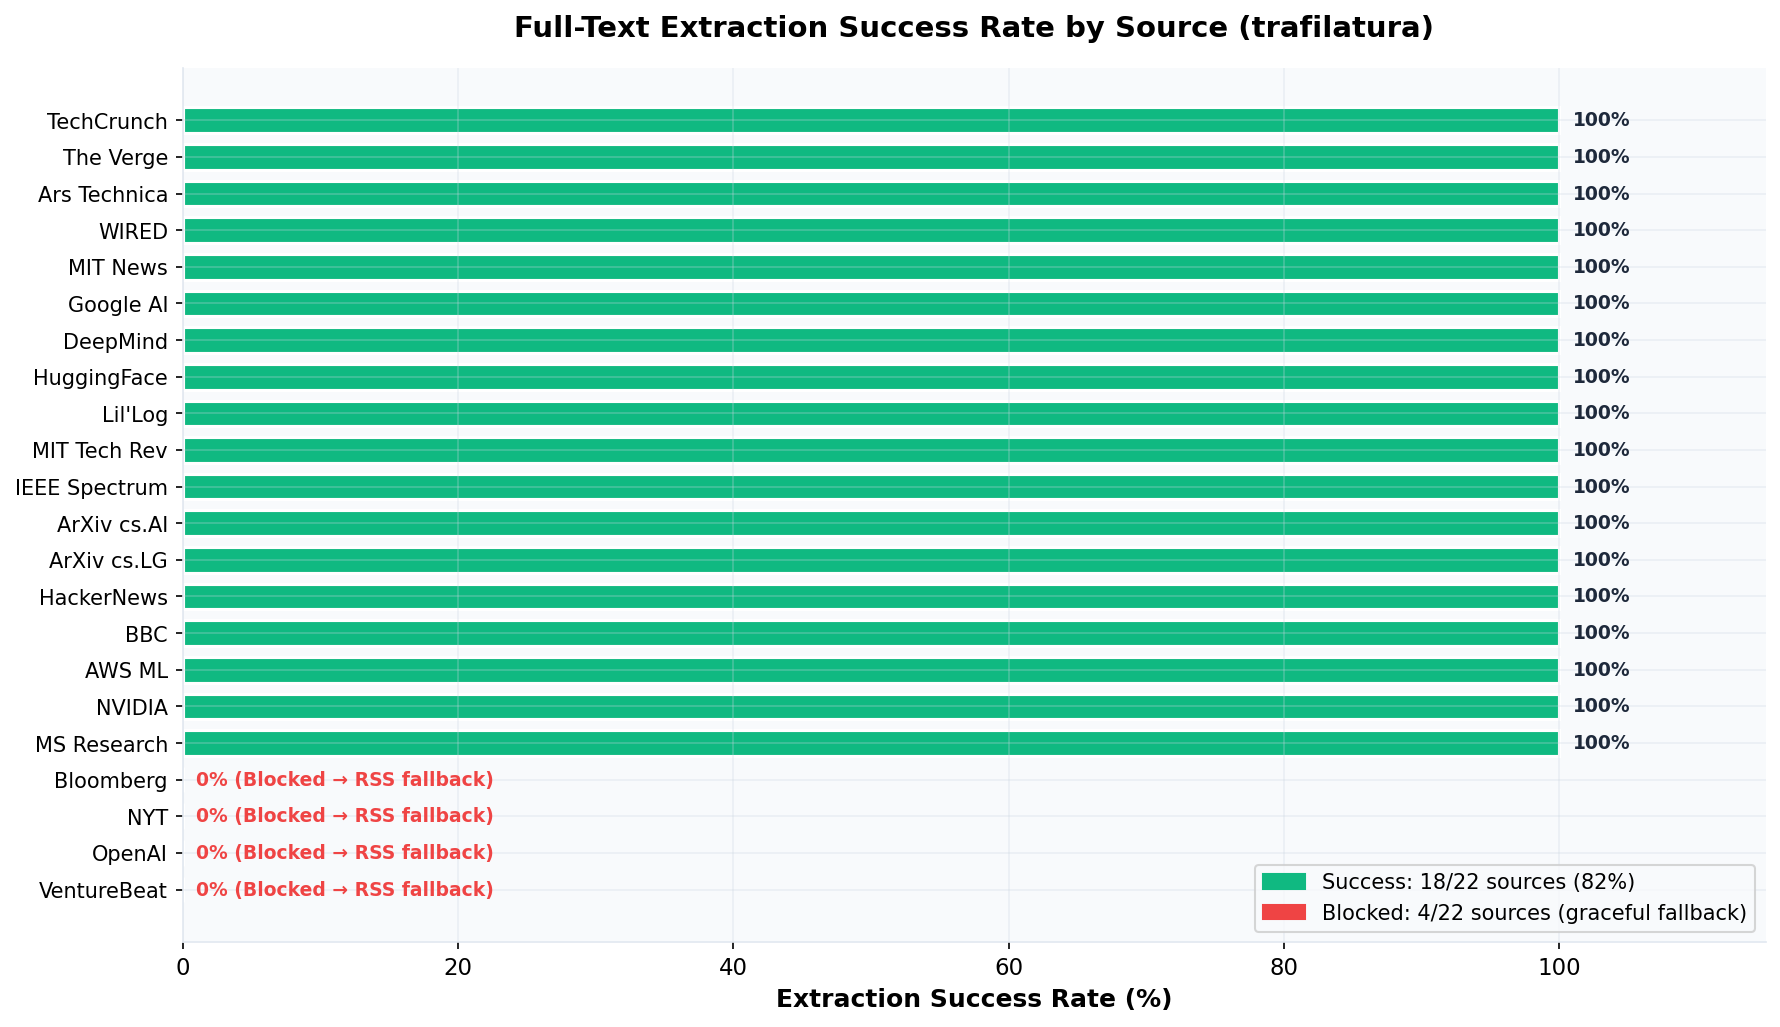 Full-Text Extraction Success Rate by Source (trafilatura)
TechCrunch 100%
The Verge 100%
Ars Technica 100%
WIRED 100%
MIT News 100%
Google AI 100%
DeepMind 100%
HuggingFace 100%
Lil'Log 100%
MIT Tech Rev 100%
IEEE Spectrum 100%
ArXiv cs.AI 100%
ArXiv cs.LG 100%
HackerNews 100%
BBC 100%
AWS ML 100%
NVIDIA 100%
MS Research 100%
Bloomberg 0% (Blocked → RSS fallback)
NYT 0% (Blocked → RSS fallback)
OpenAI 0% (Blocked → RSS fallback)
VentureBeat 0% (Blocked → RSS fallback)
Success: 18/22 sources (82%)
Blocked: 4/22 sources (graceful fallback)
0 20 40 60 80 100
Extraction Success Rate (%)